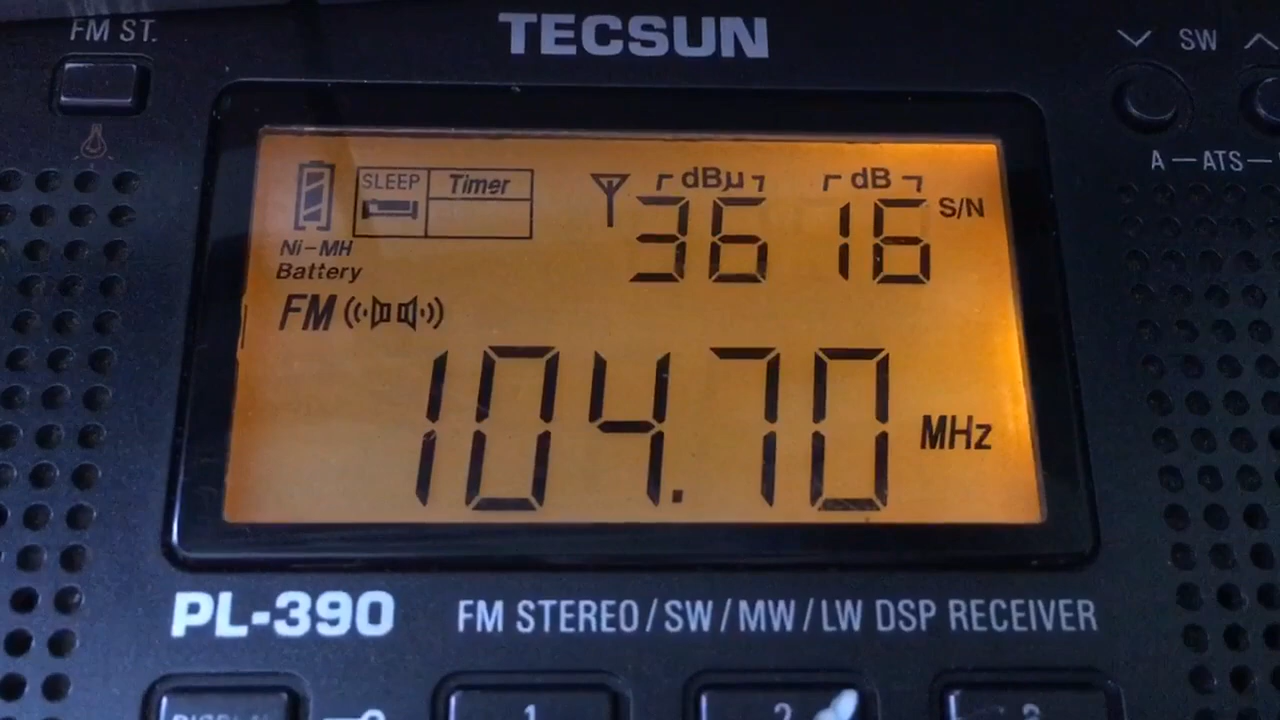 FM ST.
TECSUN
SW
A — ATS —
SLEEP Timer
dBμ dB
36 16 S/N
Ni-MH
Battery
FM
104.70 MHz
PL-390 FM STEREO / SW / MW / LW DSP RECEIVER
DISPLAY 1 2 3